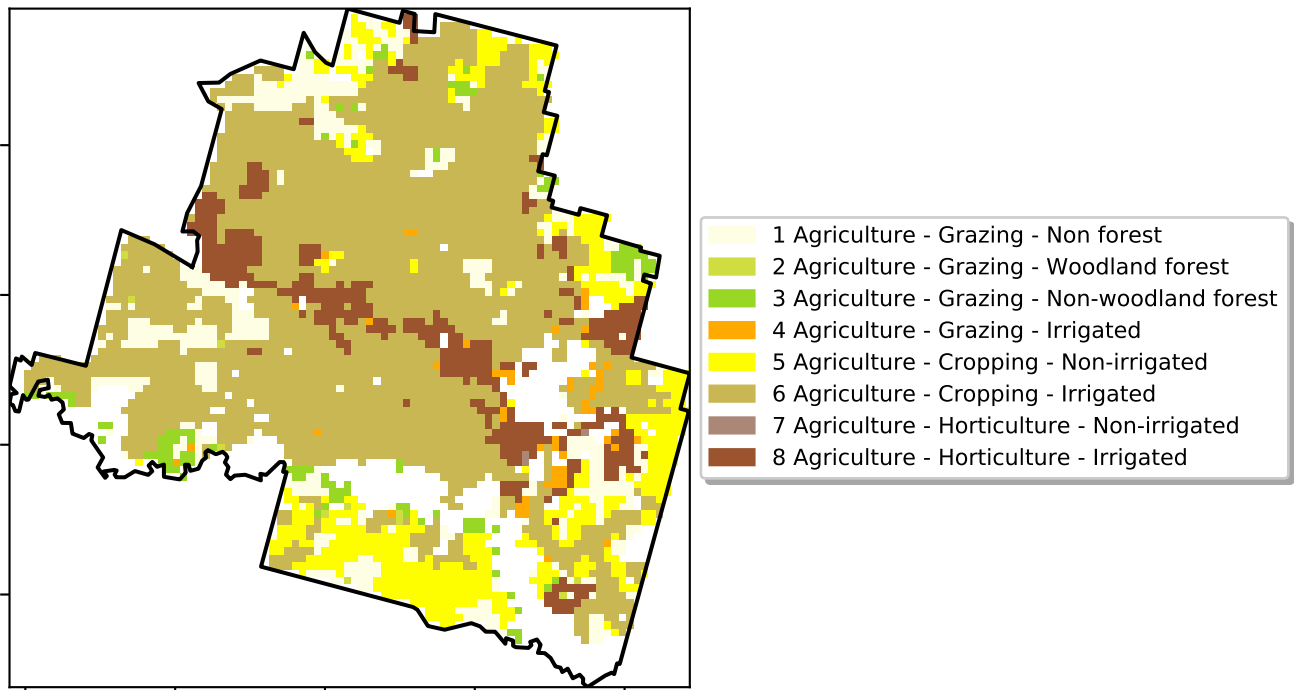 1 Agriculture - Grazing - Non forest
2 Agriculture - Grazing - Woodland forest
3 Agriculture - Grazing - Non-woodland forest
4 Agriculture - Grazing - Irrigated
5 Agriculture - Cropping - Non-irrigated
6 Agriculture - Cropping - Irrigated
7 Agriculture - Horticulture - Non-irrigated
8 Agriculture - Horticulture - Irrigated